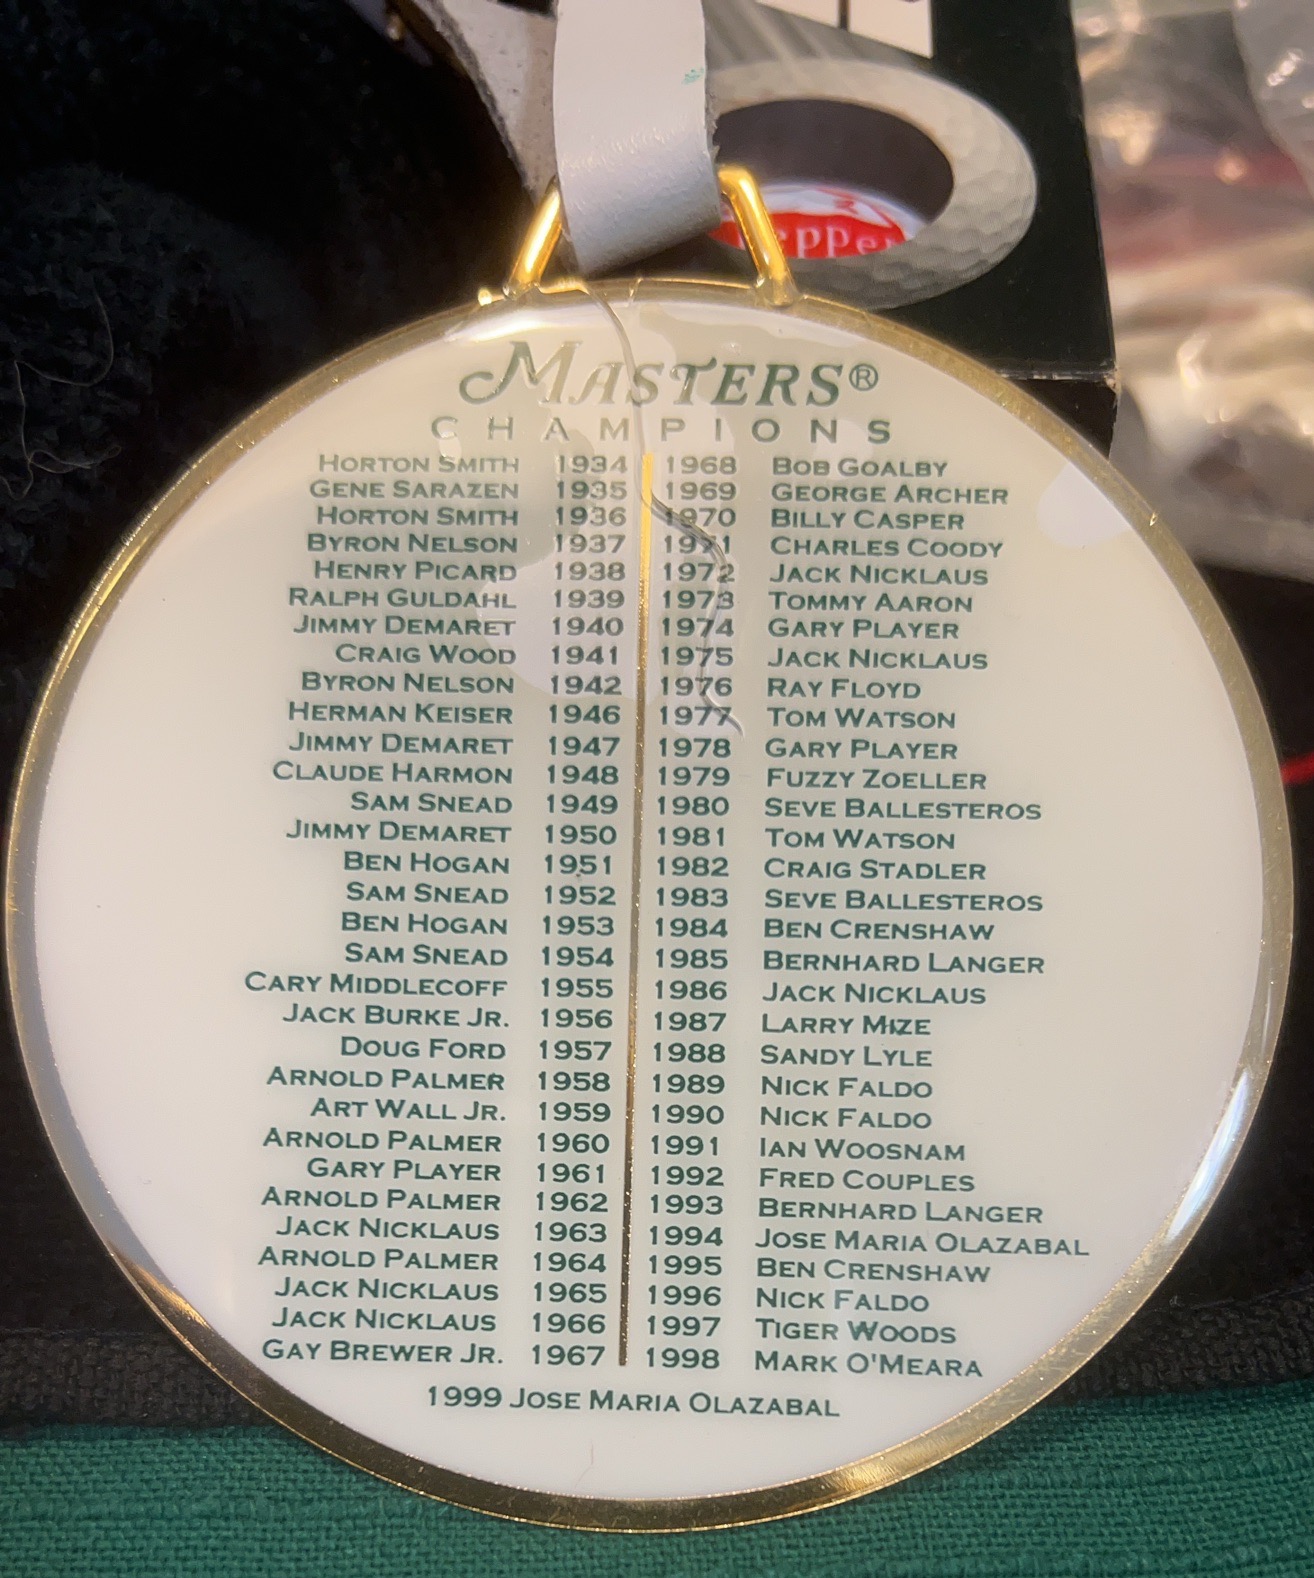 epper
MASTERS®
CHAMPIONS
HORTON SMITH 1934 1968 BOB GOALBY
GENE SARAZEN 1935 1969 GEORGE ARCHER
HORTON SMITH 1936 1970 BILLY CASPER
BYRON NELSON 1937 1971 CHARLES COODY
HENRY PICARD 1938 1972 JACK NICKLAUS
RALPH GULDAHL 1939 1973 TOMMY AARON
JIMMY DEMARET 1940 1974 GARY PLAYER
CRAIG WOOD 1941 1975 JACK NICKLAUS
BYRON NELSON 1942 1976 RAY FLOYD
HERMAN KEISER 1946 1977 TOM WATSON
JIMMY DEMARET 1947 1978 GARY PLAYER
CLAUDE HARMON 1948 1979 FUZZY ZOELLER
SAM SNEAD 1949 1980 SEVE BALLESTEROS
JIMMY DEMARET 1950 1981 TOM WATSON
BEN HOGAN 1951 1982 CRAIG STADLER
SAM SNEAD 1952 1983 SEVE BALLESTEROS
BEN HOGAN 1953 1984 BEN CRENSHAW
SAM SNEAD 1954 1985 BERNHARD LANGER
CARY MIDDLECOFF 1955 1986 JACK NICKLAUS
JACK BURKE JR. 1956 1987 LARRY MIZE
DOUG FORD 1957 1988 SANDY LYLE
ARNOLD PALMER 1958 1989 NICK FALDO
ART WALL JR. 1959 1990 NICK FALDO
ARNOLD PALMER 1960 1991 IAN WOOSNAM
GARY PLAYER 1961 1992 FRED COUPLES
ARNOLD PALMER 1962 1993 BERNHARD LANGER
JACK NICKLAUS 1963 1994 JOSE MARIA OLAZABAL
ARNOLD PALMER 1964 1995 BEN CRENSHAW
JACK NICKLAUS 1965 1996 NICK FALDO
JACK NICKLAUS 1966 1997 TIGER WOODS
GAY BREWER JR. 1967 1998 MARK O'MEARA
1999 JOSE MARIA OLAZABAL